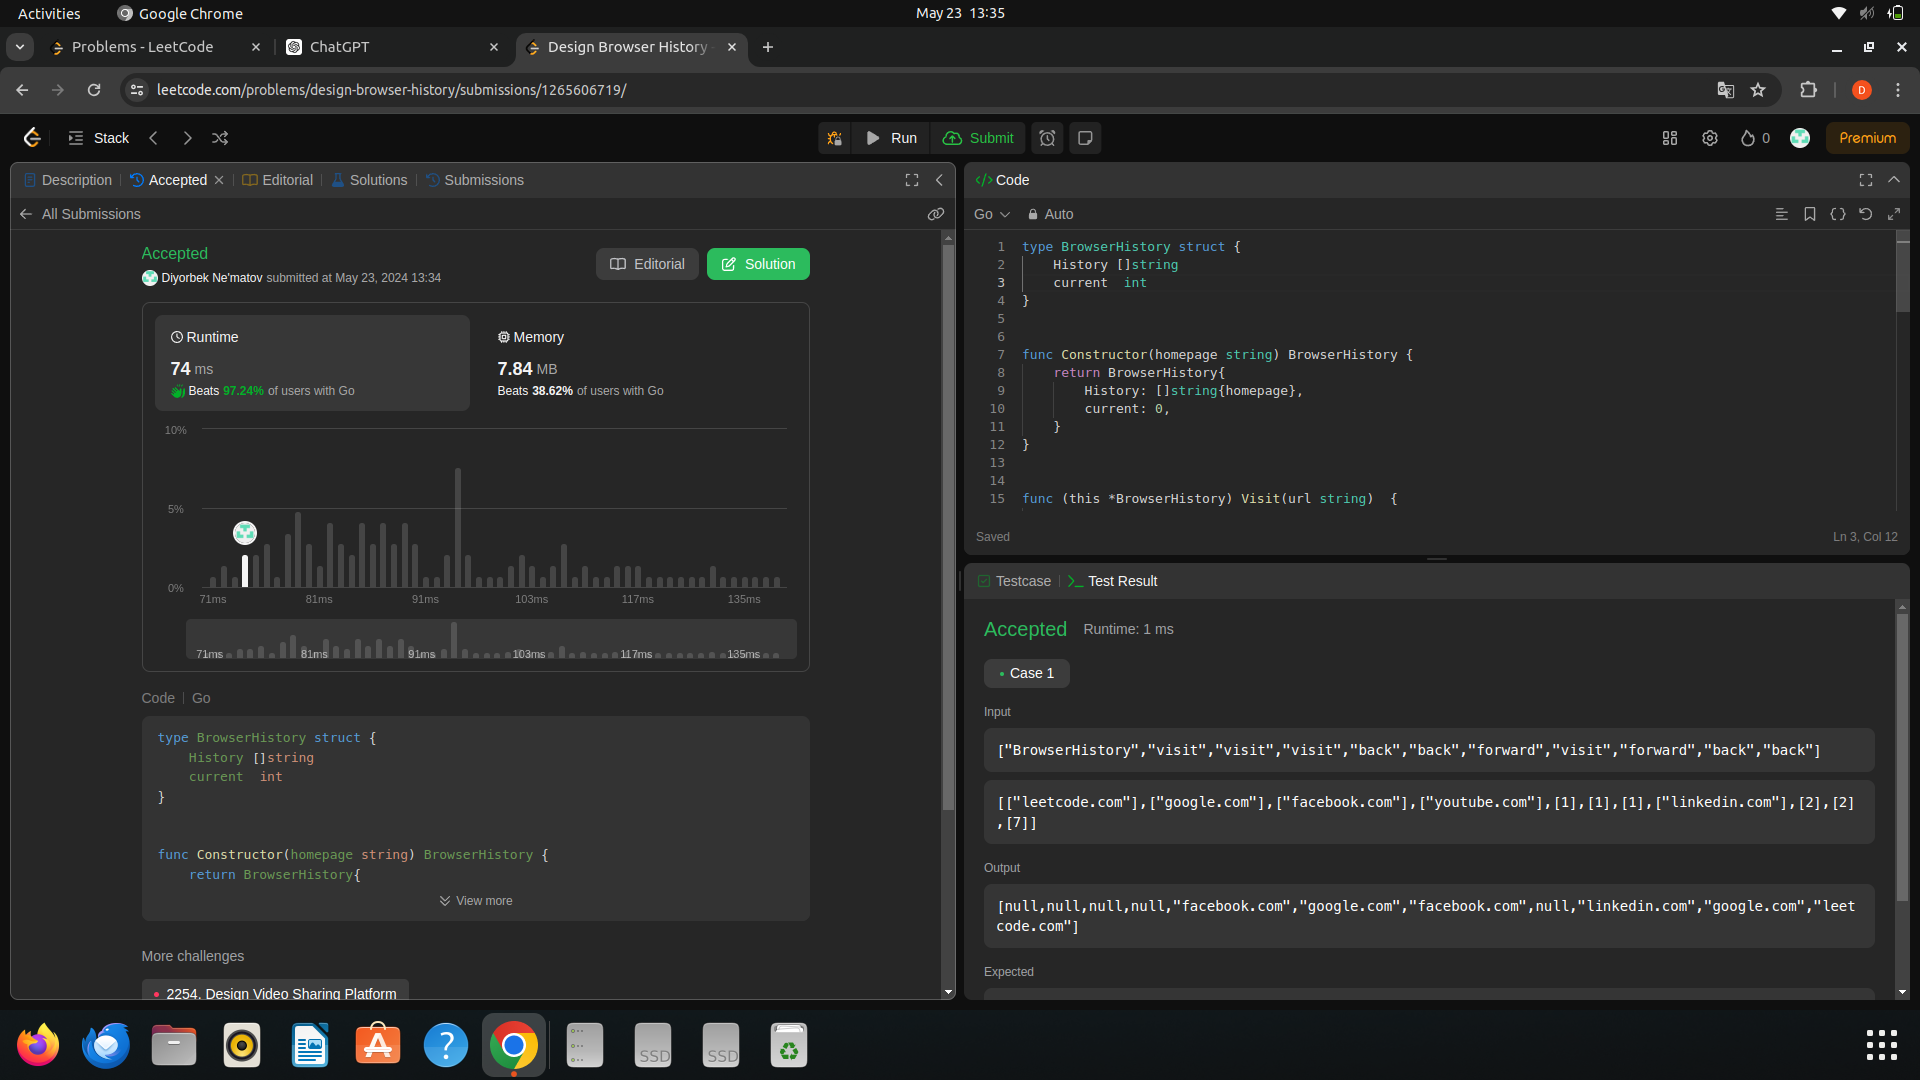 Activities
Google Chrome
May 23 13:35
Problems - LeetCode
ChatGPT
Design Browser History
leetcode.com/problems/design-browser-history/submissions/1265606719/
D
Stack
Run
Submit
0
Premium
Description
Accepted
Editorial
Solutions
Submissions
All Submissions
Accepted
Diyorbek Ne'matov submitted at May 23, 2024 13:34
Editorial
Solution
Runtime
74 ms
Beats 97.24% of users with Go
Memory
7.84 MB
Beats 38.62% of users with Go
10%
5%
0%
71ms 81ms 91ms 103ms 117ms 135ms
71ms 81ms 91ms 103ms 117ms 135ms
Code | Go
type BrowserHistory struct {
History []string
current int
}
func Constructor(homepage string) BrowserHistory {
return BrowserHistory{
View more
More challenges
2254. Design Video Sharing Platform
</> Code
Go
Auto
1 type BrowserHistory struct {
2 History []string
3 current int
4 }
5
6
7 func Constructor(homepage string) BrowserHistory {
8 return BrowserHistory{
9 History: []string{homepage},
10 current: 0,
11 }
12 }
13
14
15 func (this *BrowserHistory) Visit(url string) {
Saved
Ln 3, Col 12
Testcase
Test Result
Accepted
Runtime: 1 ms
Case 1
Input
["BrowserHistory","visit","visit","visit","back","back","forward","visit","forward","back","back"]
[["leetcode.com"],["google.com"],["facebook.com"],["youtube.com"],[1],[1],[1],["linkedin.com"],[2],[2]
,[7]]
Output
[null,null,null,null,"facebook.com","google.com","facebook.com",null,"linkedin.com","google.com","leet
code.com"]
Expected
SSD
SSD